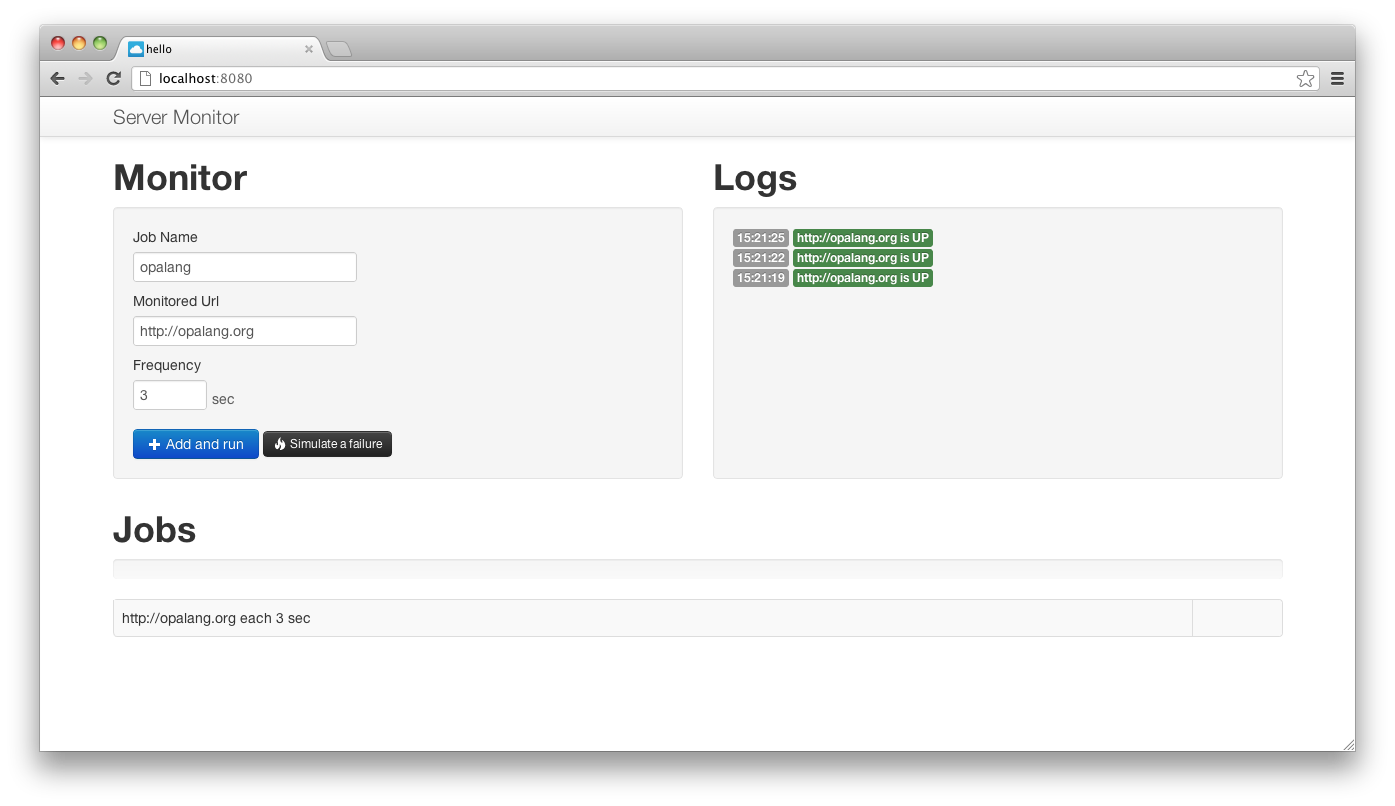 hello
localhost:8080
Server Monitor
Monitor
Job Name
opalang
Monitored Url
http://opalang.org
Frequency
3 sec
Add and run Simulate a failure
Logs
15:21:25 http://opalang.org is UP
15:21:22 http://opalang.org is UP
15:21:19 http://opalang.org is UP
Jobs
http://opalang.org each 3 sec